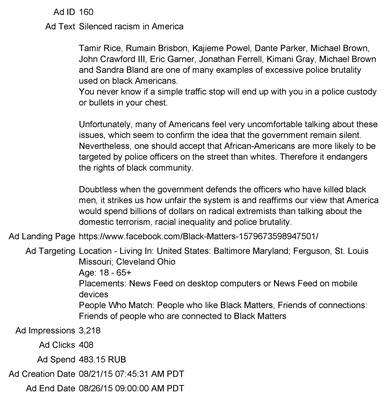 Ad ID 160
Ad Text Silenced racism in America
Tamir Rice, Rumain Brisbon, Kajieme Powel, Dante Parker, Michael Brown,
John Crawford III, Eric Garner, Jonathan Ferrell, Kimani Gray, Michael Brown
and Sandra Bland are one of many examples of excessive police brutality
used on black Americans.
You never know if a simple traffic stop will end up with you in a police custody
or bullets in your chest.
Unfortunately, many of Americans feel very uncomfortable talking about these
issues, which seem to confirm the idea that the government remain silent.
Nevertheless, one should accept that African-Americans are more likely to be
targeted by police officers on the street than whites. Therefore it endangers
the rights of black community.
Doubtless when the government defends the officers who have killed black
men, it strikes us how unfair the system is and reaffirms our view that America
would spend billions of dollars on radical extremists than talking about the
domestic terrorism, racial inequality and police brutality.
Ad Landing Page https://www.facebook.com/Black-Matters-1579673598947501/
Ad Targeting Location - Living In: United States: Baltimore Maryland; Ferguson, St. Louis
Missouri; Cleveland Ohio
Age: 18 - 65+
Placements: News Feed on desktop computers or News Feed on mobile
devices
People Who Match: People who like Black Matters, Friends of connections:
Friends of people who are connected to Black Matters
Ad Impressions 3,218
Ad Clicks 408
Ad Spend 483.15 RUB
Ad Creation Date 08/21/15 07:45:31 AM PDT
Ad End Date 08/26/15 09:00:00 AM PDT